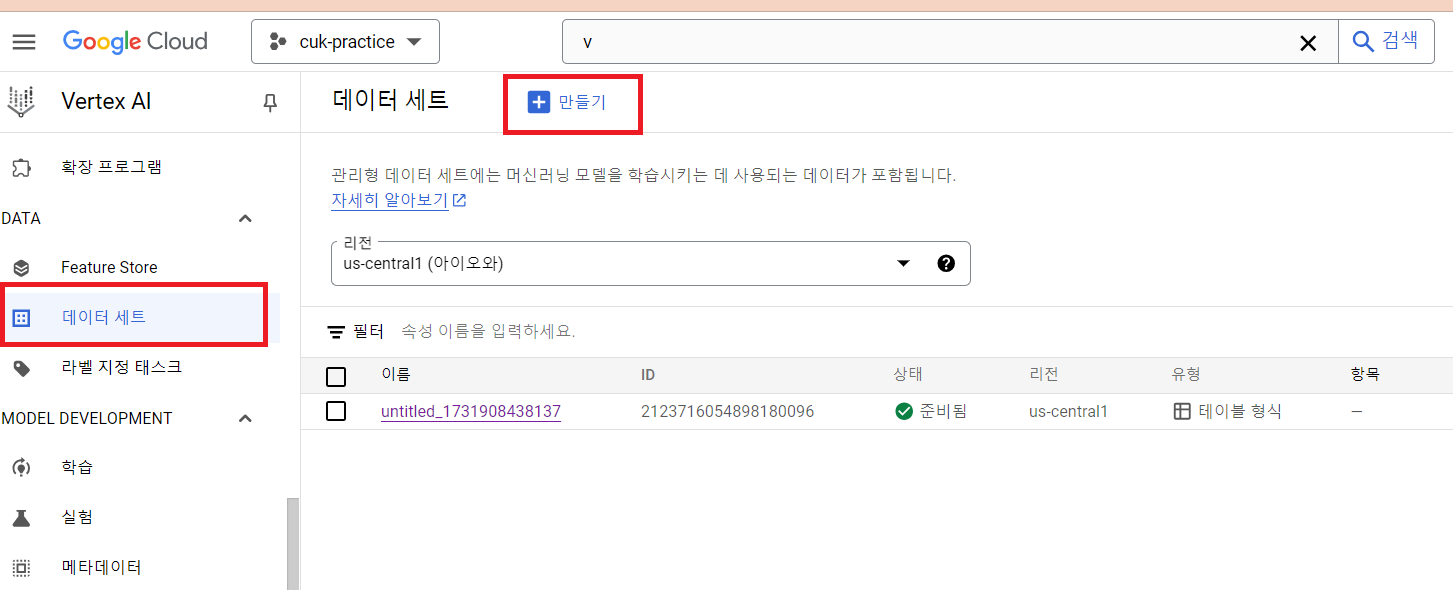 Google Cloud
cuk-practice
v
검색
Vertex AI
데이터 세트
만들기
확장 프로그램
DATA
Feature Store
데이터 세트
라벨 지정 태스크
MODEL DEVELOPMENT
학습
실험
메타데이터
관리형 데이터 세트에는 머신러닝 모델을 학습시키는 데 사용되는 데이터가 포함됩니다.
자세히 알아보기
리전
us-central1 (아이오와)
필터 속성 이름을 입력하세요.
이름 ID 상태 리전 유형 항목
untitled_1731908438137 2123716054898180096 준비됨 us-central1 테이블 형식 —